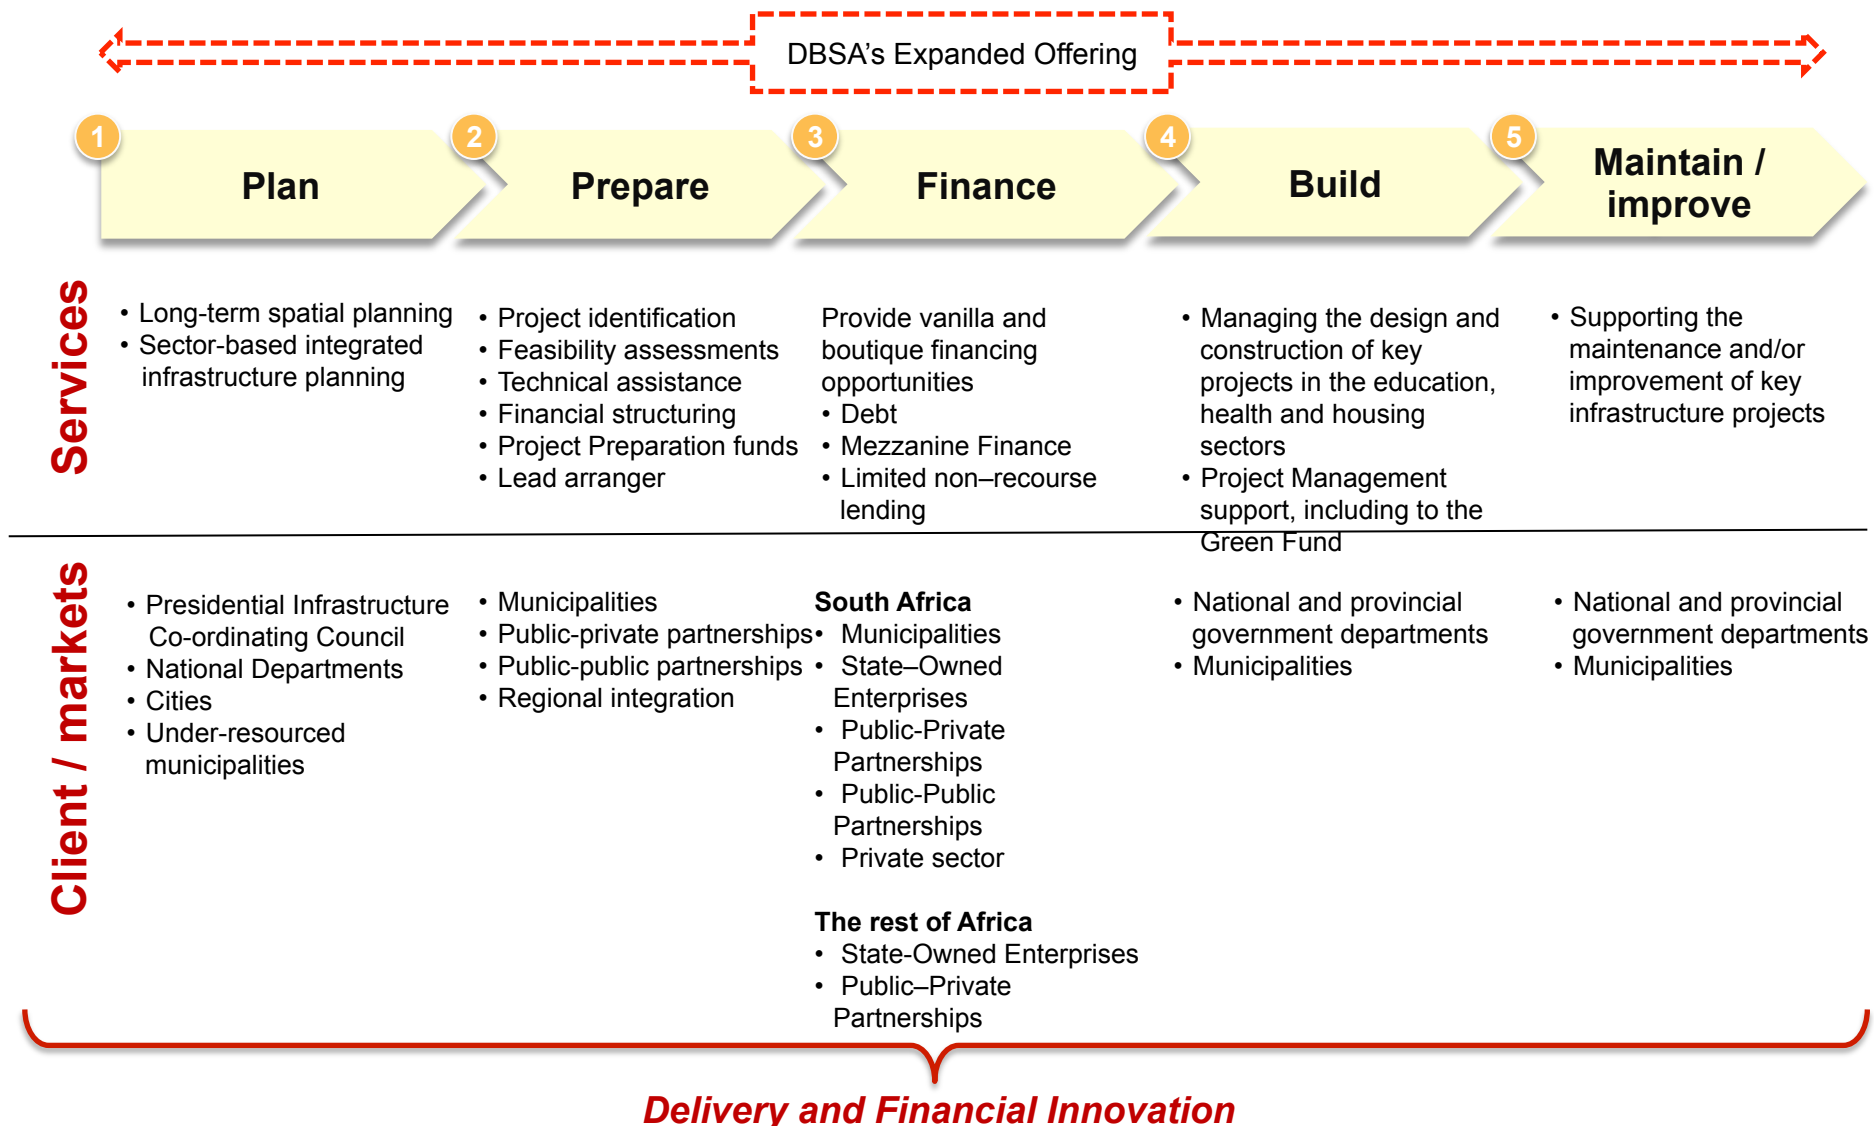 DBSA's Expanded Offering
1
2
3
4
5
Plan
Prepare
Finance
Build
Maintain /
improve
Services
• Long-term spatial planning
• Sector-based integrated
infrastructure planning
• Project identification
• Feasibility assessments
• Technical assistance
• Financial structuring
• Project Preparation funds
• Lead arranger
Provide vanilla and
boutique financing
opportunities
• Debt
• Mezzanine Finance
• Limited non–recourse
lending
• Managing the design and
construction of key
projects in the education,
health and housing
sectors
• Project Management
support, including to the
Green Fund
• Supporting the
maintenance and/or
improvement of key
infrastructure projects
Client / markets
• Presidential Infrastructure
Co-ordinating Council
• National Departments
• Cities
• Under-resourced
municipalities
• Municipalities
• Public-private partnerships
• Public-public partnerships
• Regional integration
South Africa
• Municipalities
• State–Owned
Enterprises
• Public-Private
Partnerships
• Public-Public
Partnerships
• Private sector
The rest of Africa
• State-Owned Enterprises
• Public–Private
Partnerships
• National and provincial
government departments
• Municipalities
• National and provincial
government departments
• Municipalities
Delivery and Financial Innovation